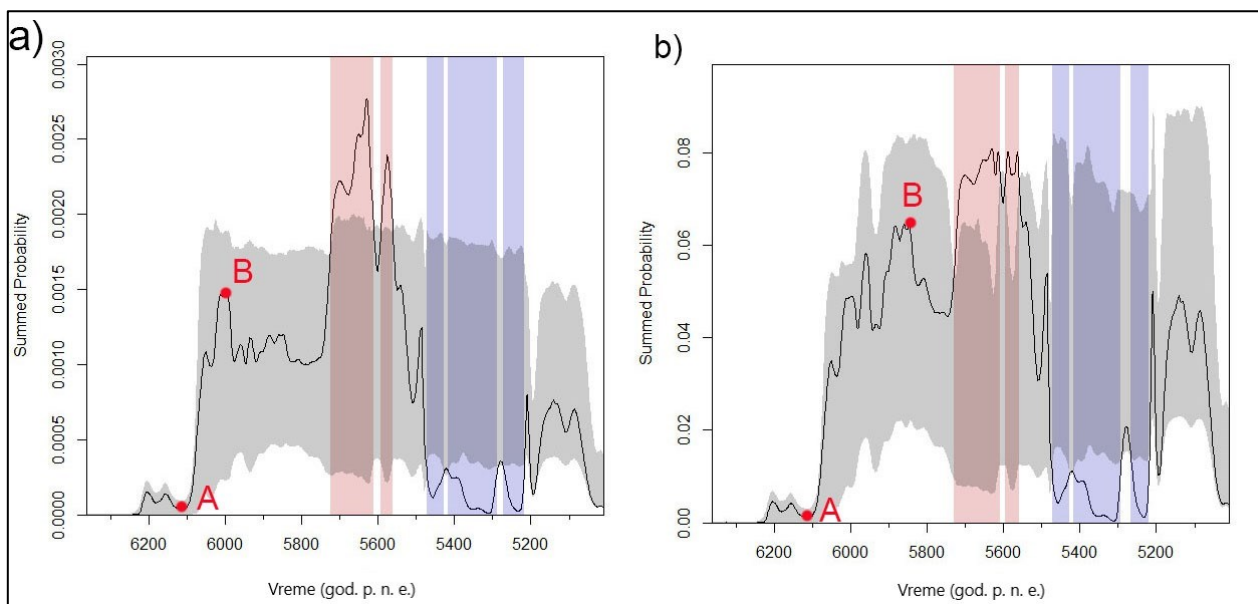 a)
Summed Probability
0.0030
0.0025
0.0020
0.0015
0.0010
0.0005
0.0000
A
B
6200 6000 5800 5600 5400 5200
Vreme (god. p. n. e.)
b)
Summed Probability
0.08
0.06
0.04
0.02
0.00
A
B
6200 6000 5800 5600 5400 5200
Vreme (god. p. n. e.)